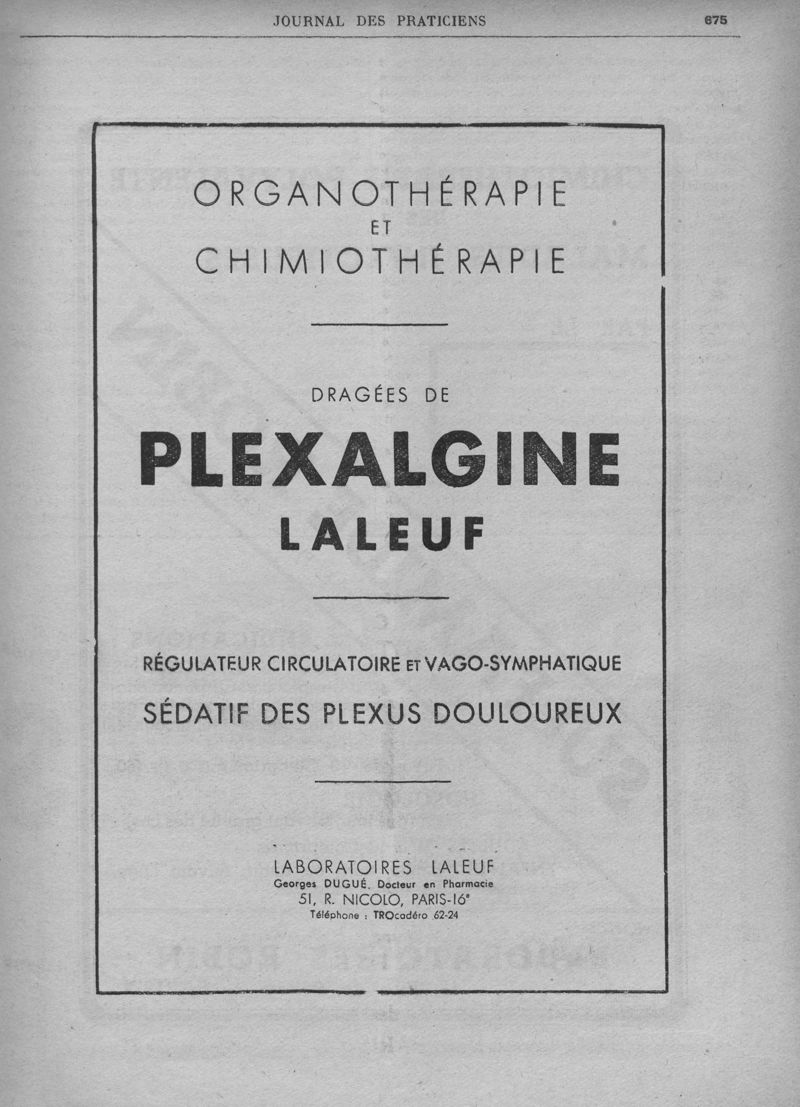 JOURNAL DES PRATICIENS
675
ORGANOTHÉRAPIE
ET
CHIMIOTHÉRAPIE
DRAGÉES DE
PLEXALGINE
LALEUF
RÉGULATEUR CIRCULATOIRE ET VAGO-SYMPHATIQUE
SÉDATIF DES PLEXUS DOULOUREUX
LABORATOIRES LALEUF
Georges DUGUÉ, Docteur en Pharmacie
51, R. NICOLO, PARIS-16e
Téléphone : TROcadéro 62-24